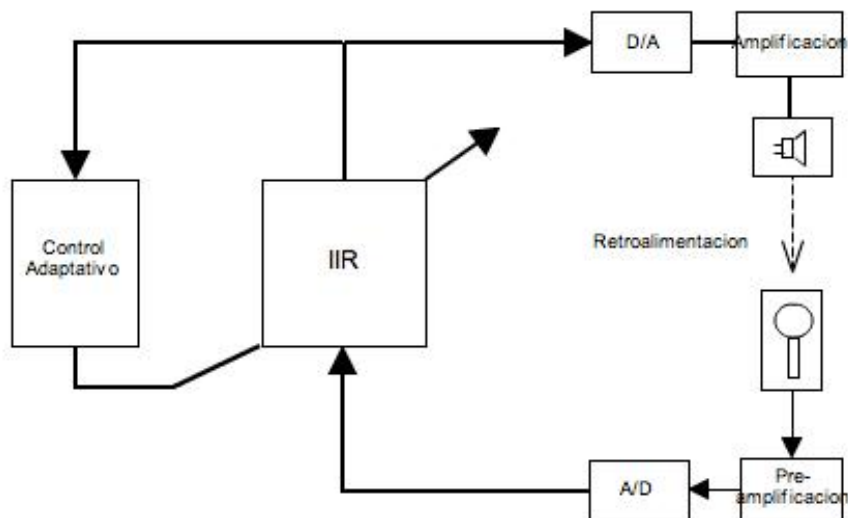 D/A
Amplificacion
Control
Adaptativo
IIR
Retroalimentacion
A/D
Pre-
amplificacion